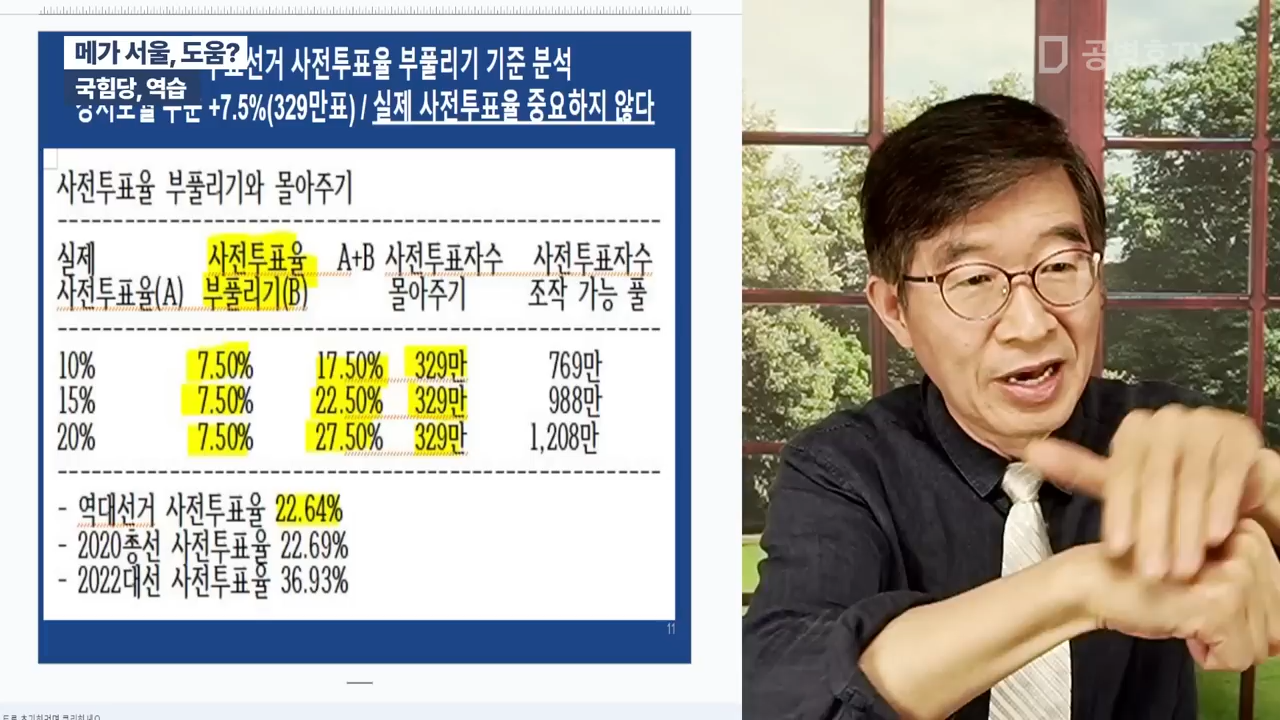 메가 서울, 도움?
국힘당, 역습
선거 사전투표율 부풀리기 기준 분석
+7.5%(329만표) / 실제 사전투표율 중요하지 않다
사전투표율 부풀리기와 몰아주기
실제 사전투표율 A+B 사전투표자수 사전투표자수
사전투표율(A) 부풀리기(B) 몰아주기 조작 가능 풀
10% 7.50% 17.50% 329만 769만
15% 7.50% 22.50% 329만 988만
20% 7.50% 27.50% 329만 1,208만
- 역대선거 사전투표율 22.64%
- 2020총선 사전투표율 22.69%
- 2022대선 사전투표율 36.93%
11
공병호TV